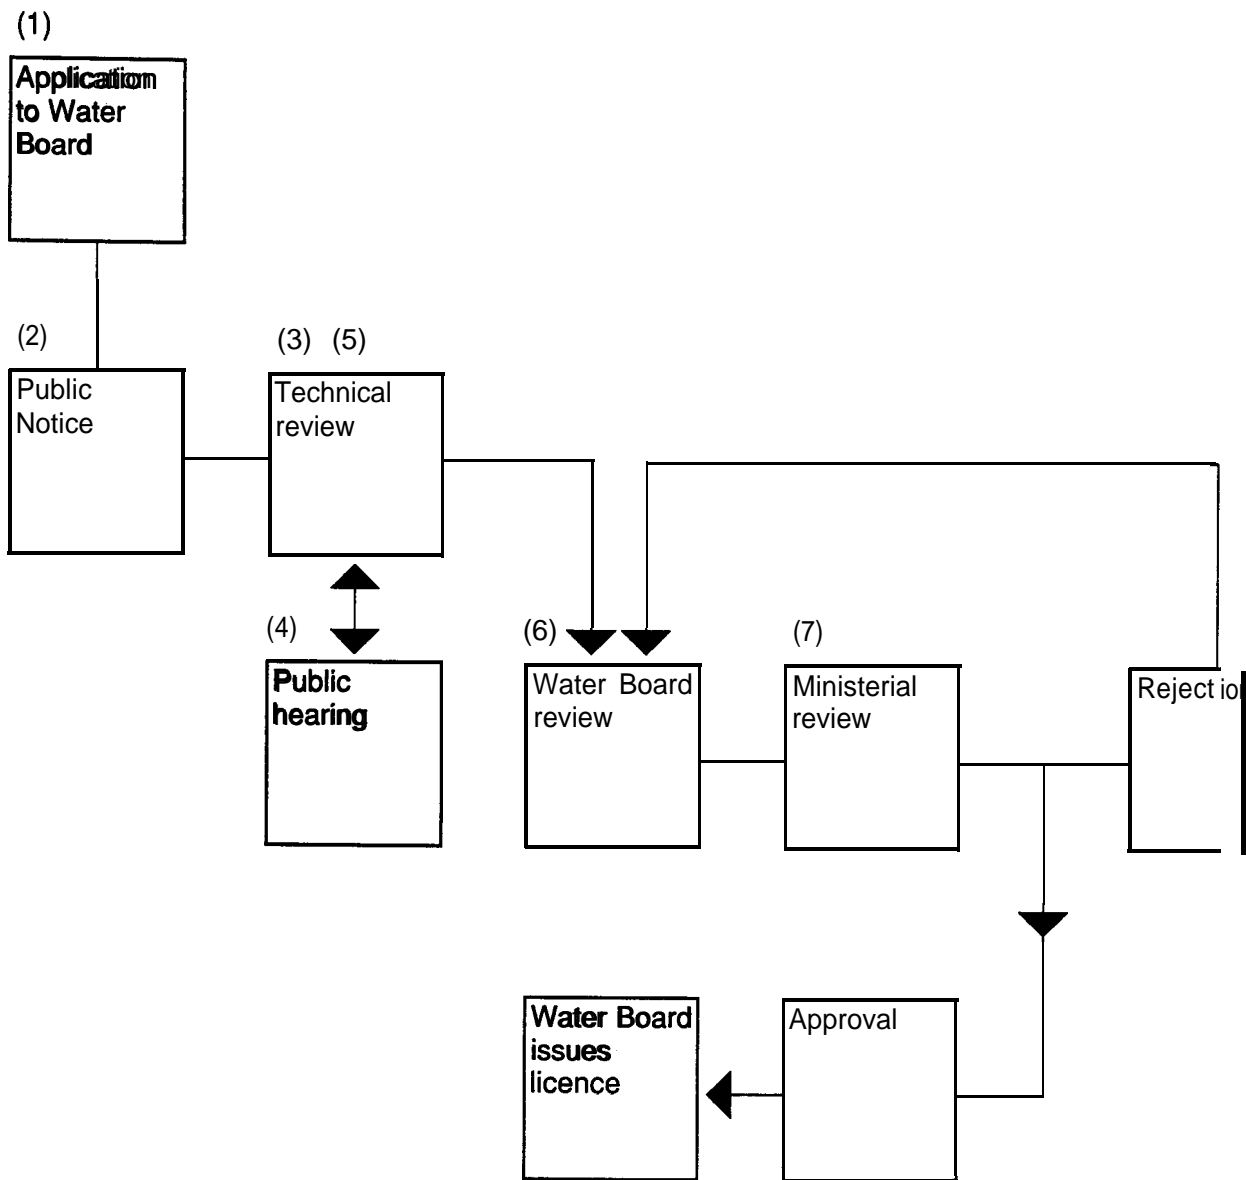 (1)
Application
to Water
Board
(2)
Public
Notice
(3) (5)
Technical
review
(4)
Public
hearing
(6)
Water Board
review
(7)
Ministerial
review
Rejection
Water Board
issues
licence
Approval